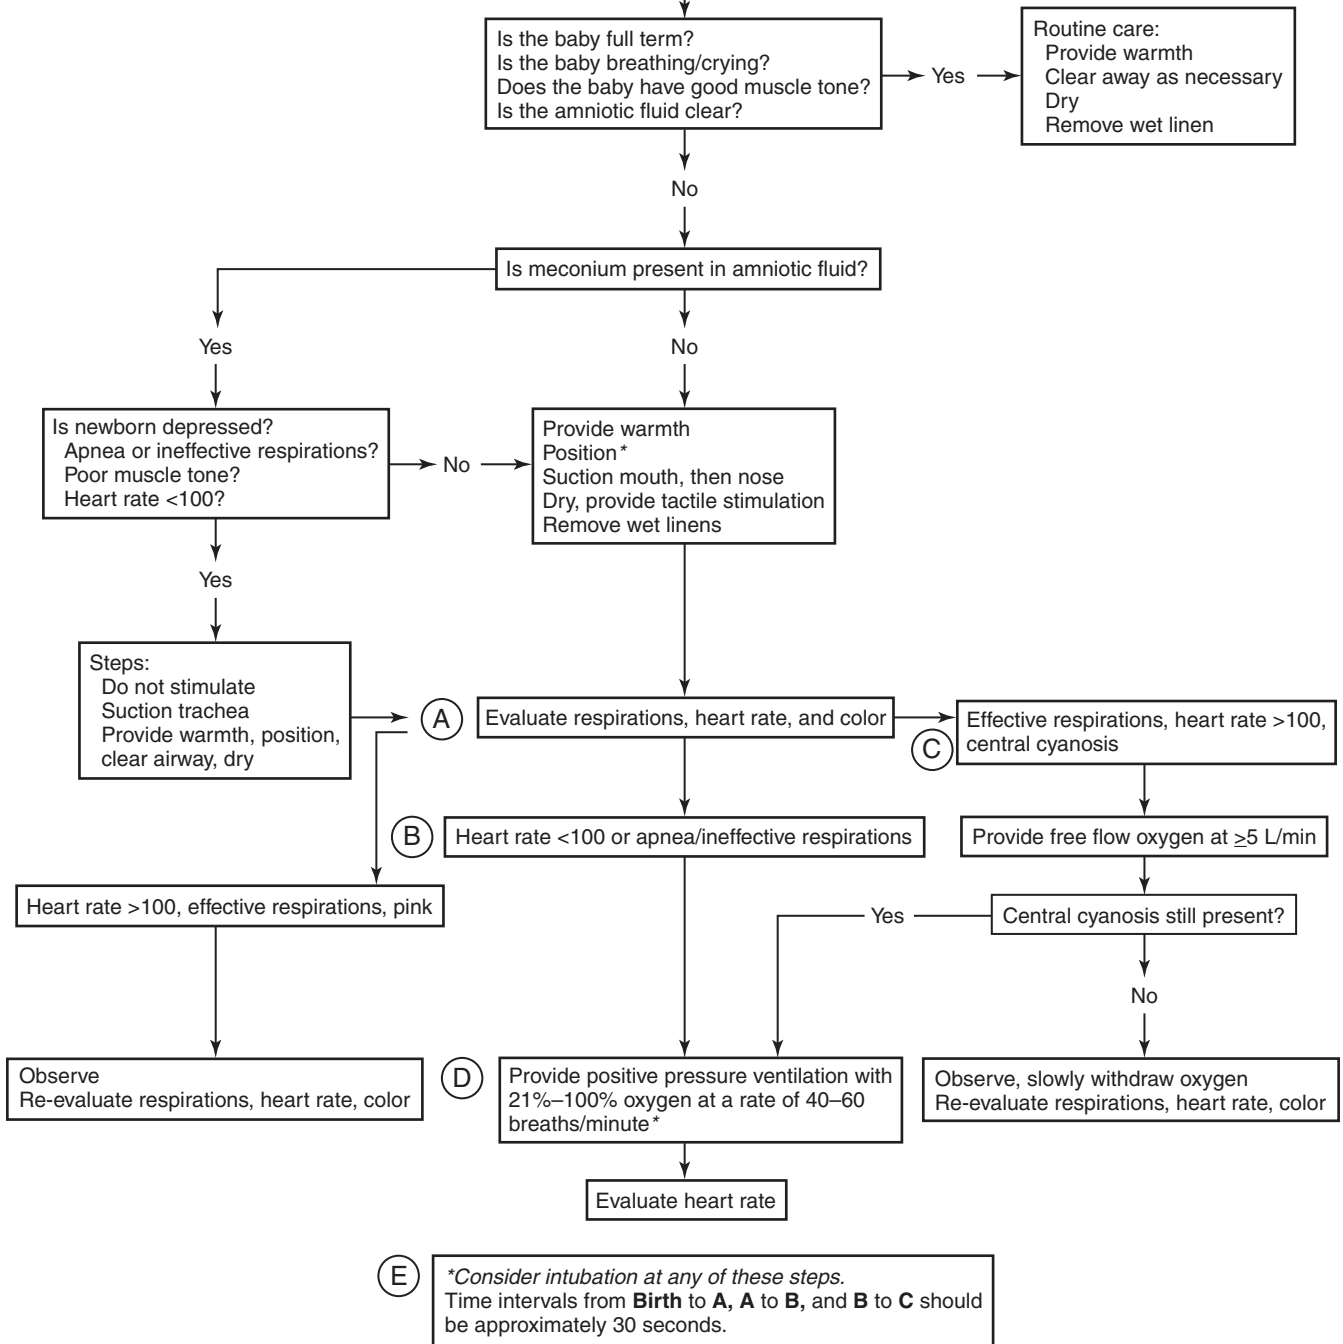 Is the baby full term?
Is the baby breathing/crying?
Does the baby have good muscle tone?
Is the amniotic fluid clear?
Yes
Routine care:
Provide warmth
Clear away as necessary
Dry
Remove wet linen
No
Is meconium present in amniotic fluid?
Yes
No
Is newborn depressed?
Apnea or ineffective respirations?
Poor muscle tone?
Heart rate <100?
No
Provide warmth
Position*
Suction mouth, then nose
Dry, provide tactile stimulation
Remove wet linens
Yes
Steps:
Do not stimulate
Suction trachea
Provide warmth, position,
clear airway, dry
A
Evaluate respirations, heart rate, and color
C
Effective respirations, heart rate >100,
central cyanosis
B
Heart rate <100 or apnea/ineffective respirations
Provide free flow oxygen at ≥5 L/min
Heart rate >100, effective respirations, pink
Yes
Central cyanosis still present?
No
Observe
Re-evaluate respirations, heart rate, color
D
Provide positive pressure ventilation with
21%–100% oxygen at a rate of 40–60
breaths/minute*
Observe, slowly withdraw oxygen
Re-evaluate respirations, heart rate, color
Evaluate heart rate
E
*Consider intubation at any of these steps.
Time intervals from Birth to A, A to B, and B to C should
be approximately 30 seconds.